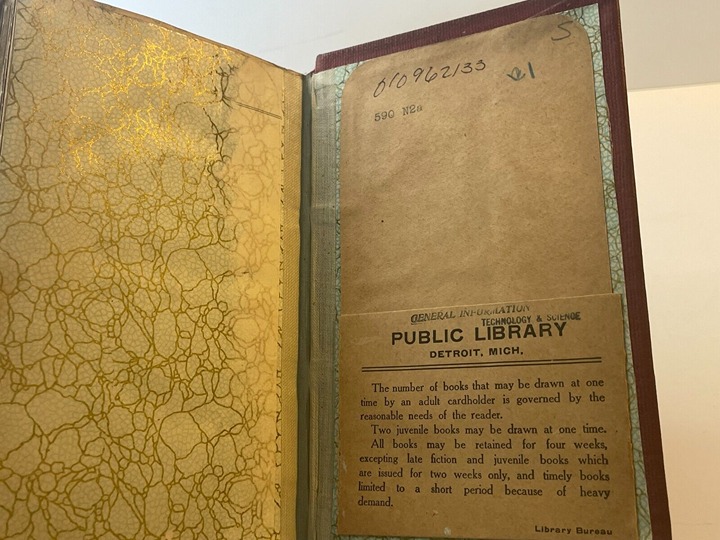 5
010962133
590 N2a
GENERAL INFORMATION
TECHNOLOGY & SCIENCE
PUBLIC LIBRARY
DETROIT, MICH.
The number of books that may be drawn at one
time by an adult cardholder is governed by the
reasonable needs of the reader.
Two juvenile books may be drawn at one time.
All books may be retained for four weeks,
excepting late fiction and juvenile books which
are issued for two weeks only, and timely books
limited to a short period because of heavy
demand.
Library Bureau